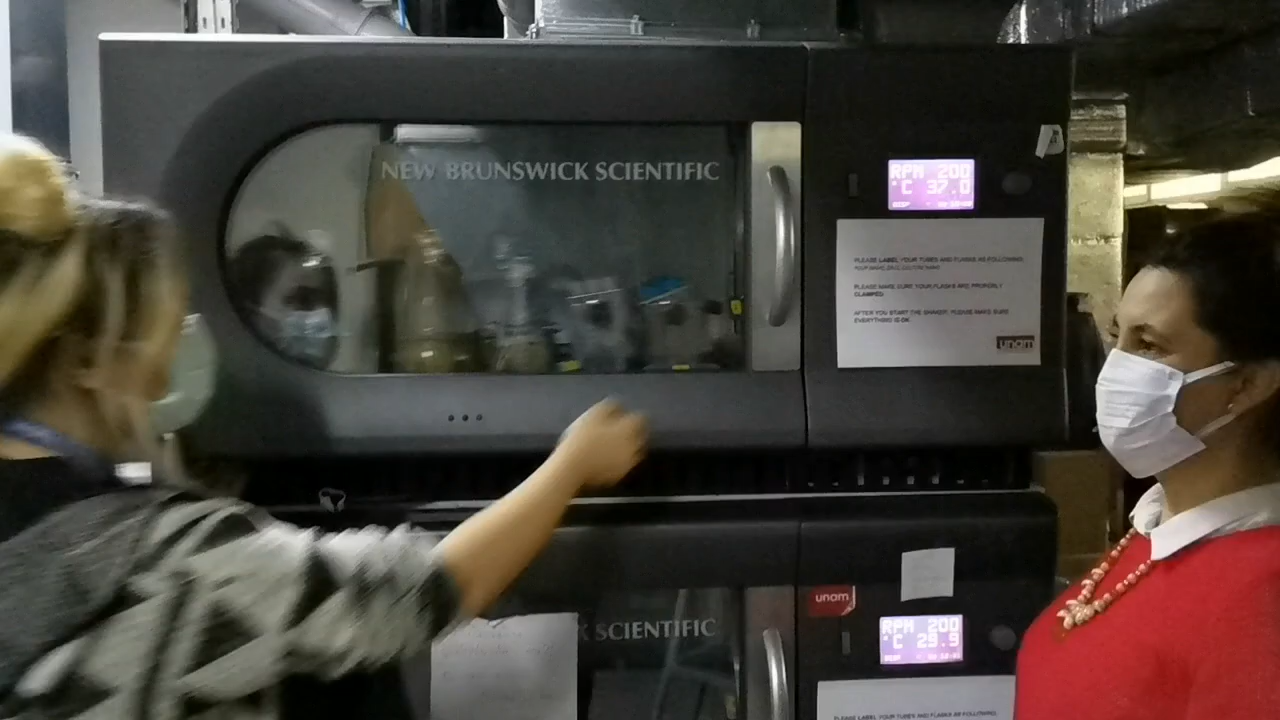 NEW BRUNSWICK SCIENTIFIC
RPM 200
°C 37.0
PLEASE LABEL YOUR TUBES AND FLASKS AS FOLLOWING;
PLEASE MAKE SURE YOUR FLASKS ARE PROPERLY
CLAMPED
AFTER YOU START THE SHAKER, PLEASE MAKE SURE
EVERYTHING IS OK
unam
unam
K SCIENTIFIC
RPM 200
°C 29.9
PLEASE LABEL YOUR TUBES AND FLASKS AS FOLLOWING;